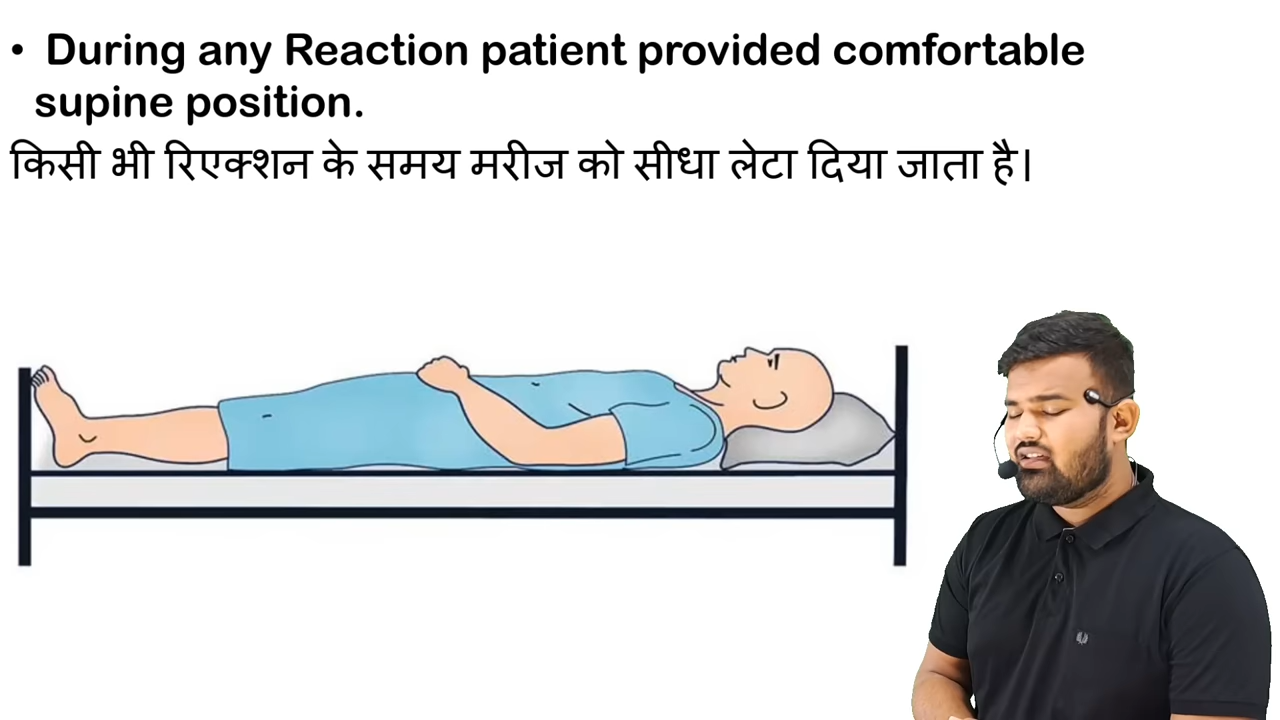 • During any Reaction patient provided comfortable
supine position.
किसी भी रिएक्शन के समय मरीज को सीधा लेटा दिया जाता है।